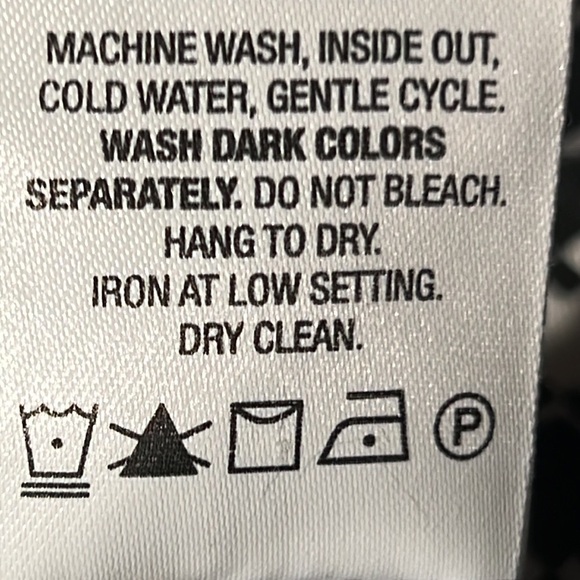 MACHINE WASH, INSIDE OUT,
COLD WATER, GENTLE CYCLE.
WASH DARK COLORS
SEPARATELY. DO NOT BLEACH.
HANG TO DRY.
IRON AT LOW SETTING.
DRY CLEAN.
P